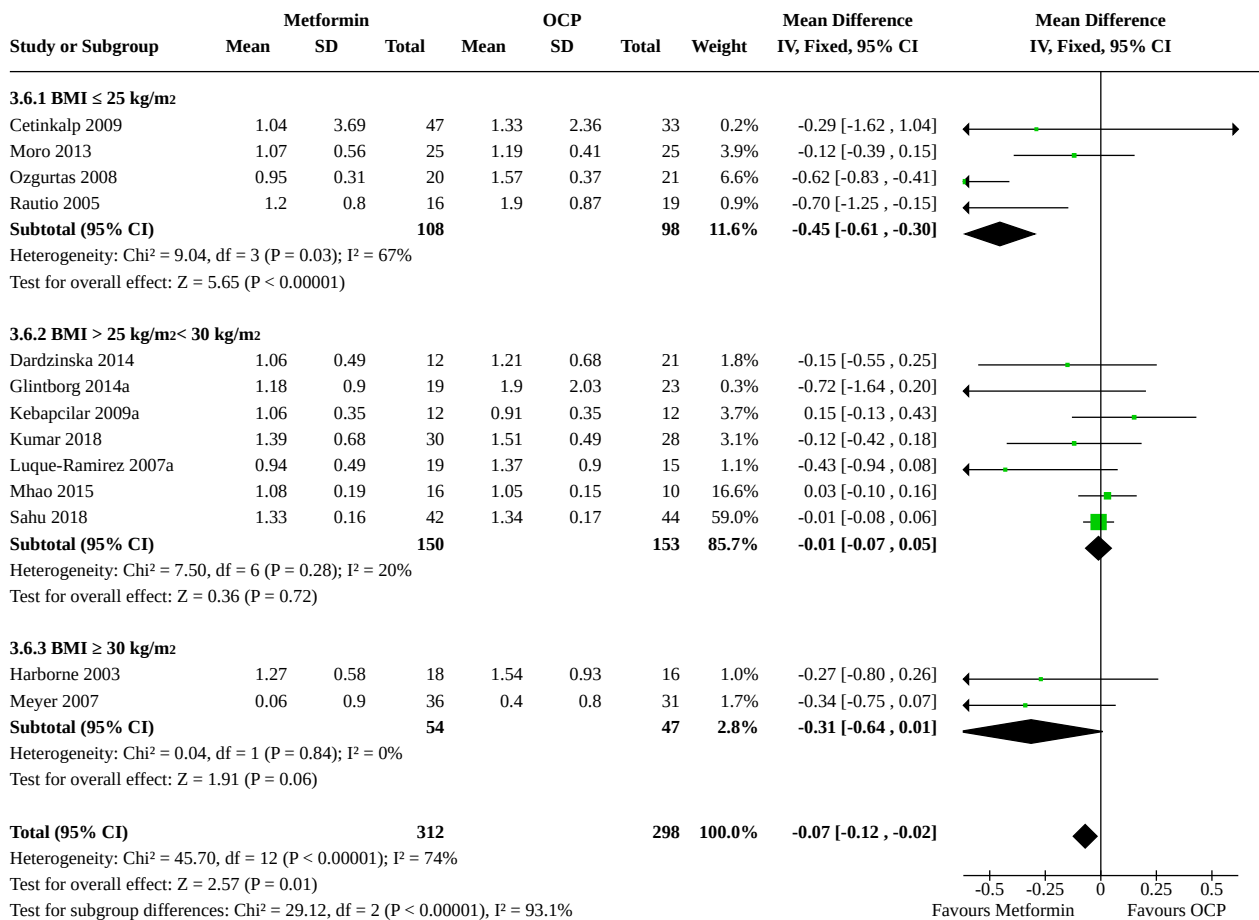 Metformin OCP Mean Difference Mean Difference
Study or Subgroup Mean SD Total Mean SD Total Weight IV, Fixed, 95% CI IV, Fixed, 95% CI
3.6.1 BMI ≤ 25 kg/m2
Cetinkalp 2009 1.04 3.69 47 1.33 2.36 33 0.2% -0.29 [-1.62 , 1.04]
Moro 2013 1.07 0.56 25 1.19 0.41 25 3.9% -0.12 [-0.39 , 0.15]
Ozgurtas 2008 0.95 0.31 20 1.57 0.37 21 6.6% -0.62 [-0.83 , -0.41]
Rautio 2005 1.2 0.8 16 1.9 0.87 19 0.9% -0.70 [-1.25 , -0.15]
Subtotal (95% CI) 108 98 11.6% -0.45 [-0.61 , -0.30]
Heterogeneity: Chi² = 9.04, df = 3 (P = 0.03); I² = 67%
Test for overall effect: Z = 5.65 (P < 0.00001)
3.6.2 BMI > 25 kg/m2< 30 kg/m2
Dardzinska 2014 1.06 0.49 12 1.21 0.68 21 1.8% -0.15 [-0.55 , 0.25]
Glintborg 2014a 1.18 0.9 19 1.9 2.03 23 0.3% -0.72 [-1.64 , 0.20]
Kebapcilar 2009a 1.06 0.35 12 0.91 0.35 12 3.7% 0.15 [-0.13 , 0.43]
Kumar 2018 1.39 0.68 30 1.51 0.49 28 3.1% -0.12 [-0.42 , 0.18]
Luque-Ramirez 2007a 0.94 0.49 19 1.37 0.9 15 1.1% -0.43 [-0.94 , 0.08]
Mhao 2015 1.08 0.19 16 1.05 0.15 10 16.6% 0.03 [-0.10 , 0.16]
Sahu 2018 1.33 0.16 42 1.34 0.17 44 59.0% -0.01 [-0.08 , 0.06]
Subtotal (95% CI) 150 153 85.7% -0.01 [-0.07 , 0.05]
Heterogeneity: Chi² = 7.50, df = 6 (P = 0.28); I² = 20%
Test for overall effect: Z = 0.36 (P = 0.72)
3.6.3 BMI ≥ 30 kg/m2
Harborne 2003 1.27 0.58 18 1.54 0.93 16 1.0% -0.27 [-0.80 , 0.26]
Meyer 2007 0.06 0.9 36 0.4 0.8 31 1.7% -0.34 [-0.75 , 0.07]
Subtotal (95% CI) 54 47 2.8% -0.31 [-0.64 , 0.01]
Heterogeneity: Chi² = 0.04, df = 1 (P = 0.84); I² = 0%
Test for overall effect: Z = 1.91 (P = 0.06)
Total (95% CI) 312 298 100.0% -0.07 [-0.12 , -0.02]
Heterogeneity: Chi² = 45.70, df = 12 (P < 0.00001); I² = 74%
Test for overall effect: Z = 2.57 (P = 0.01)
-0.5 -0.25 0 0.25 0.5
Test for subgroup differences: Chi² = 29.12, df = 2 (P < 0.00001), I² = 93.1%
Favours Metformin Favours OCP